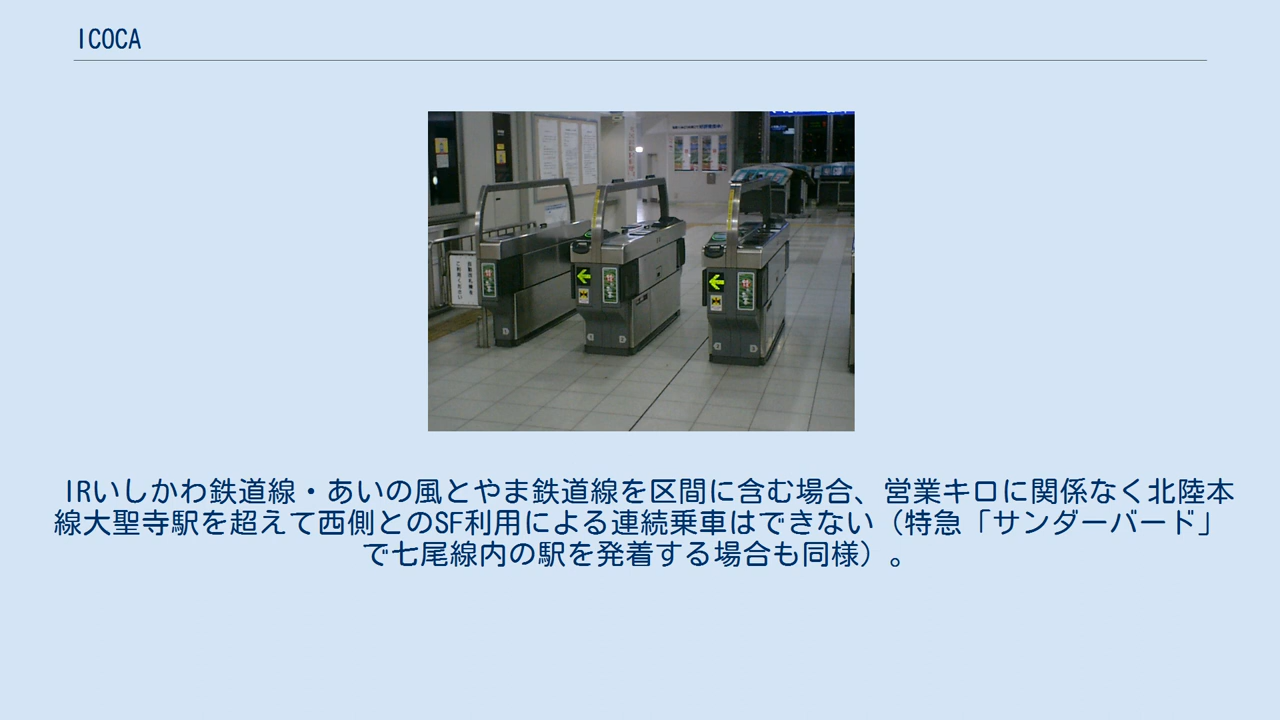 ICOCA
IRいしかわ鉄道線・あいの風とやま鉄道線を区間に含む場合、営業キロに関係なく北陸本
線大聖寺駅を超えて西側とのSF利用による連続乗車はできない（特急「サンダーバード」
で七尾線内の駅を発着する場合も同様）。